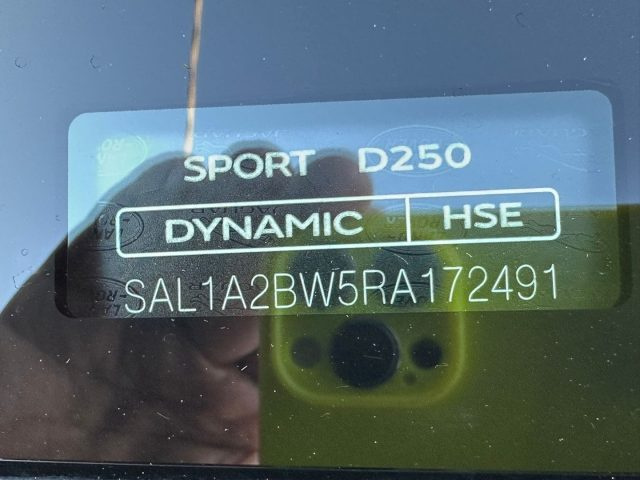 SPORT D250
DYNAMIC HSE
SAL1A2BW5RA172491